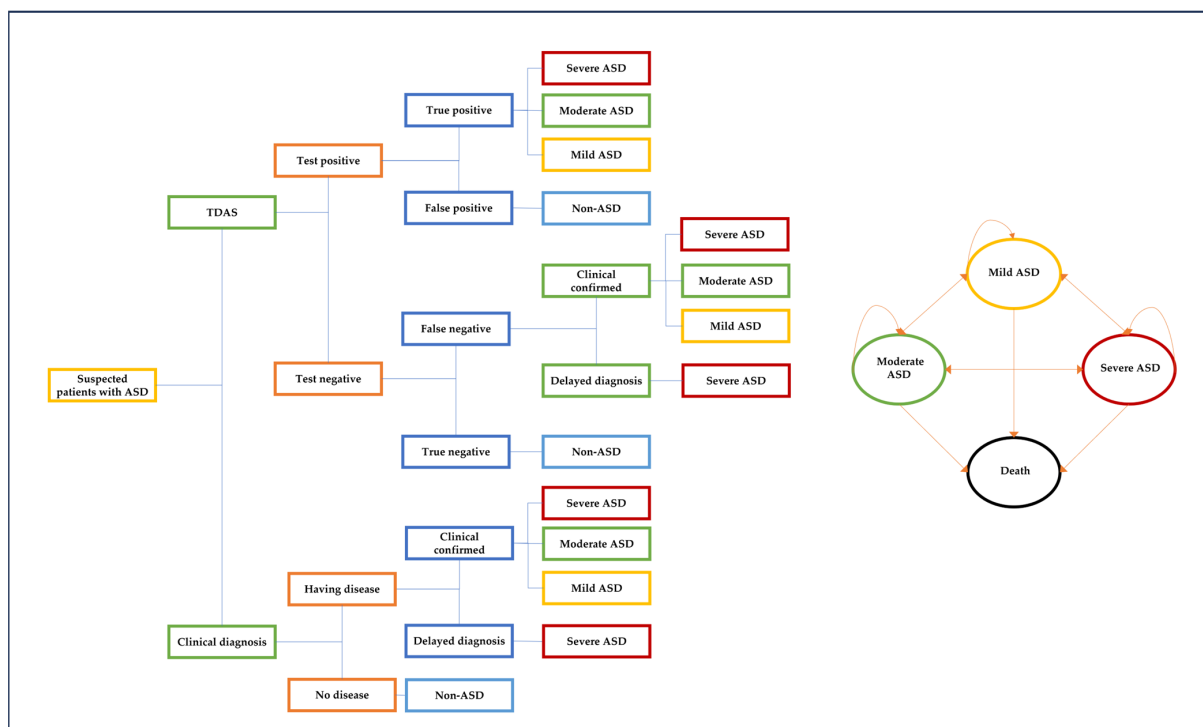 Severe ASD
True positive
Moderate ASD
Mild ASD
Test positive
False positive
Non-ASD
TDAS
Severe ASD
Clinical
confirmed
Moderate ASD
Mild ASD
False negative
Test negative
Delayed diagnosis
Severe ASD
Suspected
patients with ASD
True negative
Non-ASD
Severe ASD
Clinical
confirmed
Moderate ASD
Mild ASD
Having disease
Clinical diagnosis
Delayed diagnosis
Severe ASD
No disease
Non-ASD
Mild ASD
Moderate
ASD
Severe ASD
Death